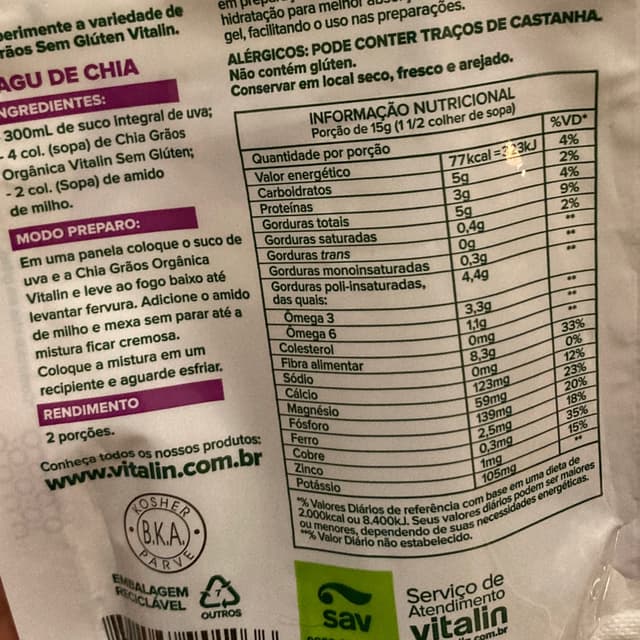 perimente a variedade de
rãos Sem Glúten Vitalin.
AGU DE CHIA
NGREDIENTES:
300mL de suco integral de uva;
- 4 col. (sopa) de Chia Grãos
Orgânica Vitalin Sem Glúten;
- 2 col. (Sopa) de amido
de milho.
MODO PREPARO:
Em uma panela coloque o suco de
uva e a Chia Grãos Orgânica
Vitalin e leve ao fogo baixo até
levantar fervura. Adicione o amido
de milho e mexa sem parar até a
mistura ficar cremosa.
Coloque a mistura em um
recipiente e aguarde esfriar.
RENDIMENTO
2 porções.
Conheça todos os nossos produtos:
www.vitalin.com.br
KOSHER
B.K.A.
PARVE
EMBALAGEM
RECICLÁVEL
7
OUTROS
hidratação para melhor
gel, facilitando o uso nas preparações.
ALÉRGICOS: PODE CONTER TRAÇOS DE CASTANHA.
Não contém glúten.
Conservar em local seco, fresco e arejado.
INFORMAÇÃO NUTRICIONAL
Porção de 15g (1 1/2 colher de sopa)
Quantidade por porção %VD*
Valor energético 77kcal = 323kJ 4%
Carboidratos 5g 2%
Proteínas 3g 4%
Gorduras totais 5g 9%
Gorduras saturadas 0,4g 2%
Gorduras trans 0g **
Gorduras monoinsaturadas 0,3g **
Gorduras poli-insaturadas, 4,4g **
das quais:
Ômega 3 3,3g **
Ômega 6 1,1g **
Colesterol 0mg **
Fibra alimentar 8,3g 33%
Sódio 0mg 0%
Cálcio 123mg 12%
Magnésio 59mg 23%
Fósforo 139mg 20%
Ferro 2,5mg 18%
Cobre 0,3mg 35%
Zinco 1mg 15%
Potássio 105mg **
*% Valores Diários de referência com base em uma dieta de
2.000kcal ou 8.400kJ. Seus valores diários podem ser maiores
ou menores, dependendo de suas necessidades energéticas.
**% Valor Diário não estabelecido.
sav
Serviço de
Atendimento
vitalin